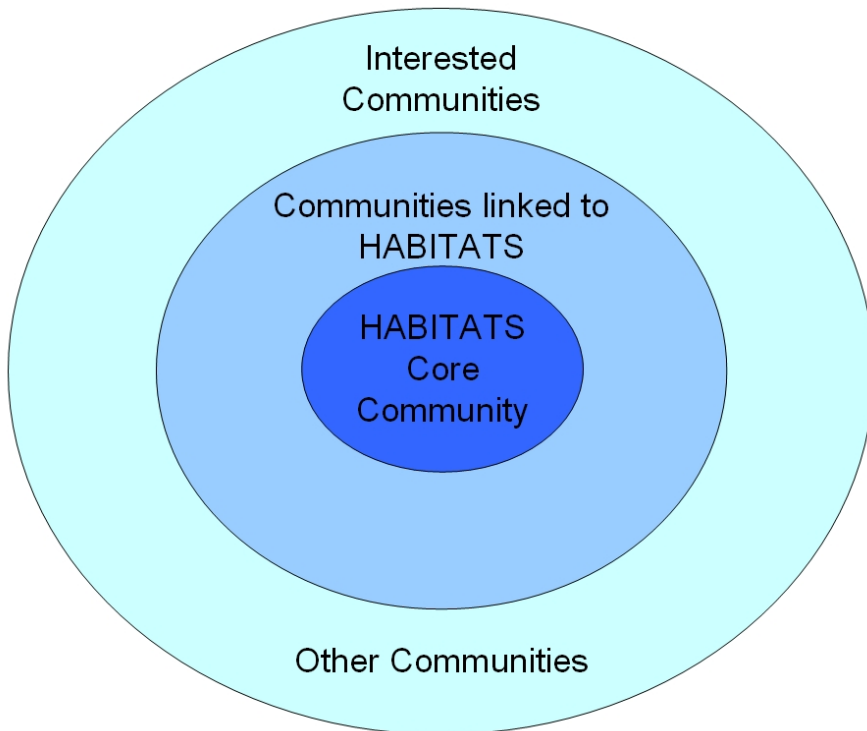 Interested
Communities
Communities linked to
HABITATS
HABITATS
Core
Community
Other Communities